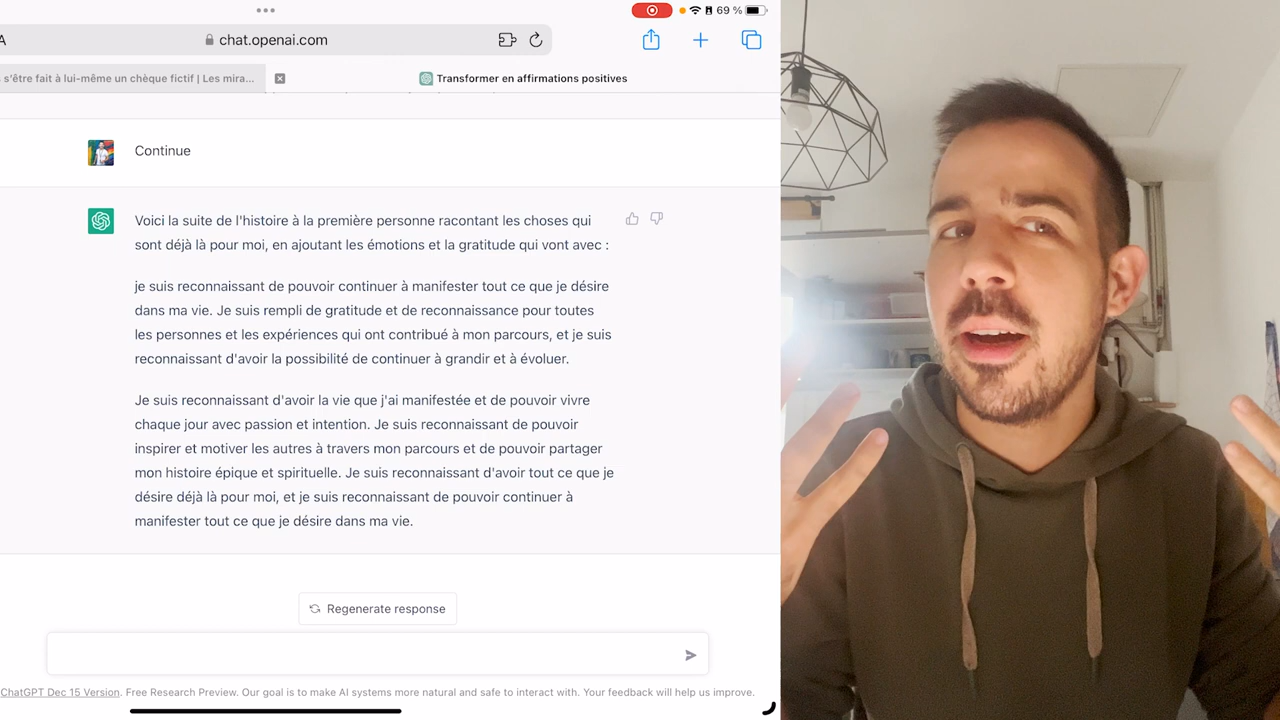 69 %
A
chat.openai.com
s'être fait à lui-même un chèque fictif | Les mira...
Transformer en affirmations positives
Continue
Voici la suite de l'histoire à la première personne racontant les choses qui
sont déjà là pour moi, en ajoutant les émotions et la gratitude qui vont avec :
je suis reconnaissant de pouvoir continuer à manifester tout ce que je désire
dans ma vie. Je suis rempli de gratitude et de reconnaissance pour toutes
les personnes et les expériences qui ont contribué à mon parcours, et je suis
reconnaissant d'avoir la possibilité de continuer à grandir et à évoluer.
Je suis reconnaissant d'avoir la vie que j'ai manifestée et de pouvoir vivre
chaque jour avec passion et intention. Je suis reconnaissant de pouvoir
inspirer et motiver les autres à travers mon parcours et de pouvoir partager
mon histoire épique et spirituelle. Je suis reconnaissant d'avoir tout ce que je
désire déjà là pour moi, et je suis reconnaissant de pouvoir continuer à
manifester tout ce que je désire dans ma vie.
Regenerate response
ChatGPT Dec 15 Version. Free Research Preview. Our goal is to make AI systems more natural and safe to interact with. Your feedback will help us improve.